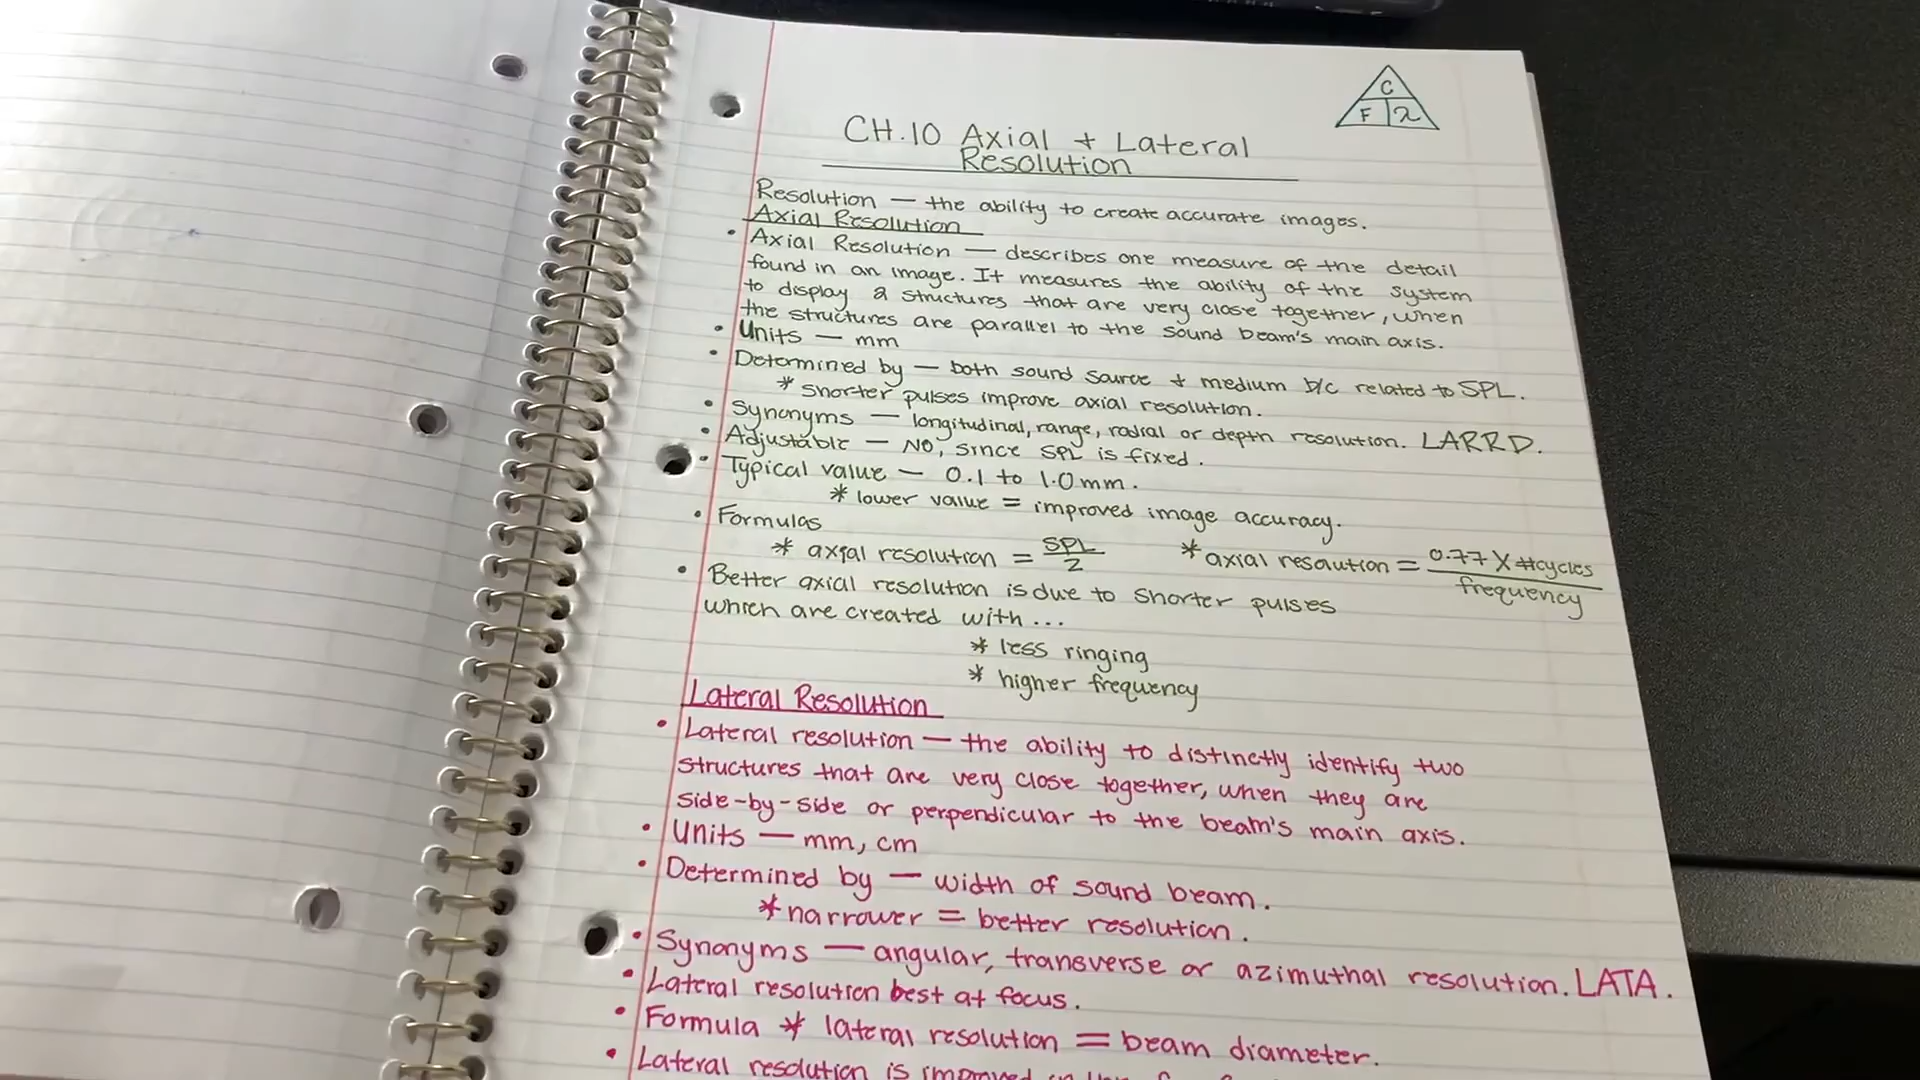 C
F λ
CH.10 Axial + Lateral
Resolution
Resolution — the ability to create accurate images.
Axial Resolution
• Axial Resolution — describes one measure of the detail
found in an image. It measures the ability of the system
to display 2 structures that are very close together, when
the structures are parallel to the sound beam's main axis.
• Units — mm
• Determined by — both sound source + medium b/c related to SPL.
* shorter pulses improve axial resolution.
• Synonyms — longitudinal, range, radial or depth resolution. LARRD.
• Adjustable — NO, since SPL is fixed.
• Typical value — 0.1 to 1.0mm.
* lower value = improved image accuracy.
• Formulas
* axial resolution = SPL/2 * axial resolution = 0.77 X #cycles/frequency
• Better axial resolution is due to shorter pulses
which are created with...
* less ringing
* higher frequency
Lateral Resolution
• Lateral resolution — the ability to distinctly identify two
structures that are very close together, when they are
side-by-side or perpendicular to the beam's main axis.
• Units — mm, cm
• Determined by — width of sound beam.
* narrower = better resolution.
• Synonyms — angular, transverse or azimuthal resolution. LATA.
• Lateral resolution best at focus.
• Formula * lateral resolution = beam diameter.
• Lateral resolution is improved in